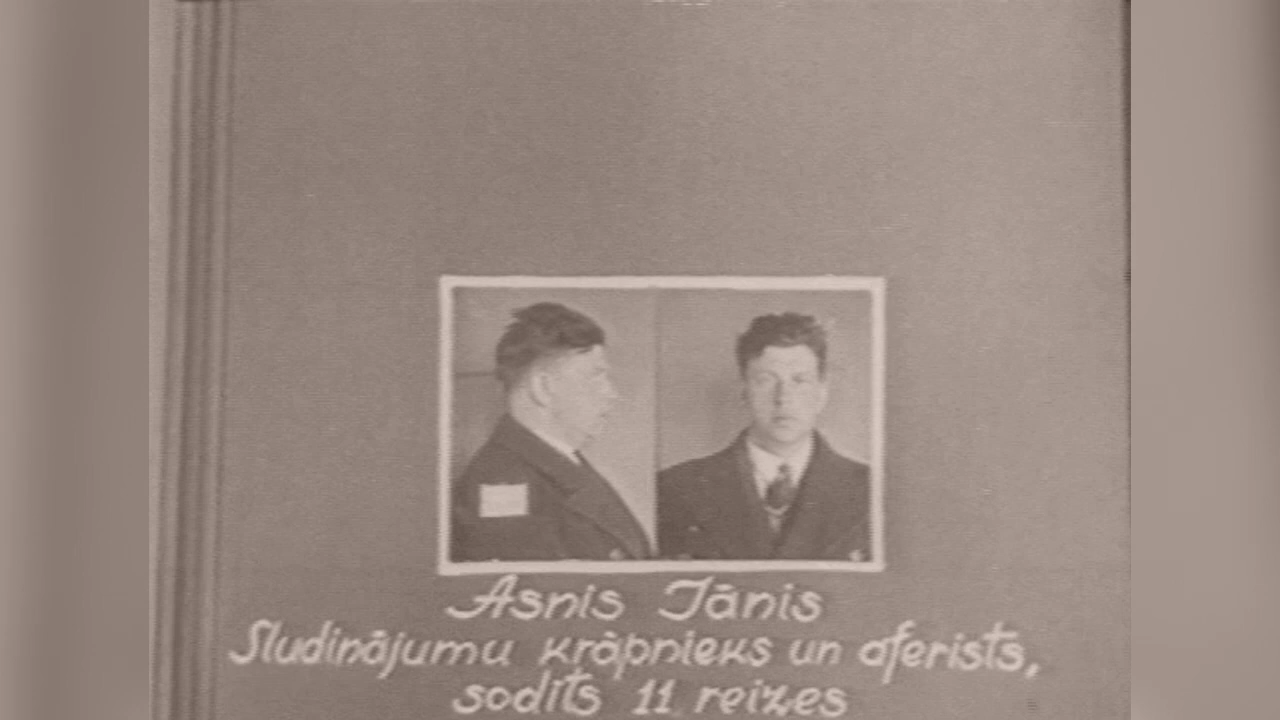 Asnis Jānis
Sludinājumu krāpnieks un aferists,
sodīts 11 reizes